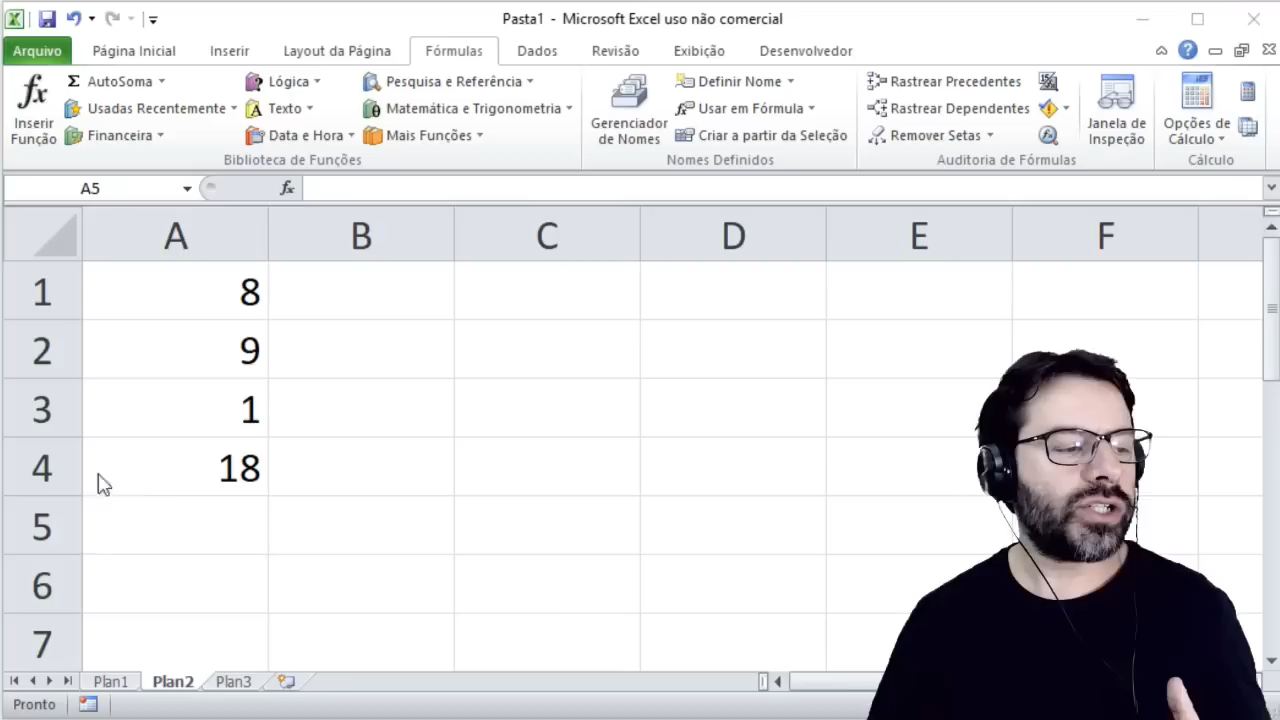 Pasta1 - Microsoft Excel uso não comercial
Arquivo Página Inicial Inserir Layout da Página Fórmulas Dados Revisão Exibição Desenvolvedor
fx Inserir Função
Σ AutoSoma
Usadas Recentemente
Financeira
Lógica
Texto
Data e Hora
Pesquisa e Referência
Matemática e Trigonometria
Mais Funções
Biblioteca de Funções
Gerenciador de Nomes
Definir Nome
Usar em Fórmula
Criar a partir da Seleção
Nomes Definidos
Rastrear Precedentes
Rastrear Dependentes
Remover Setas
Auditoria de Fórmulas
Janela de Inspeção
Opções de Cálculo
Cálculo
A5 fx
A B C D E F
1 8
2 9
3 1
4 18
5
6
7
Plan1 Plan2 Plan3
Pronto